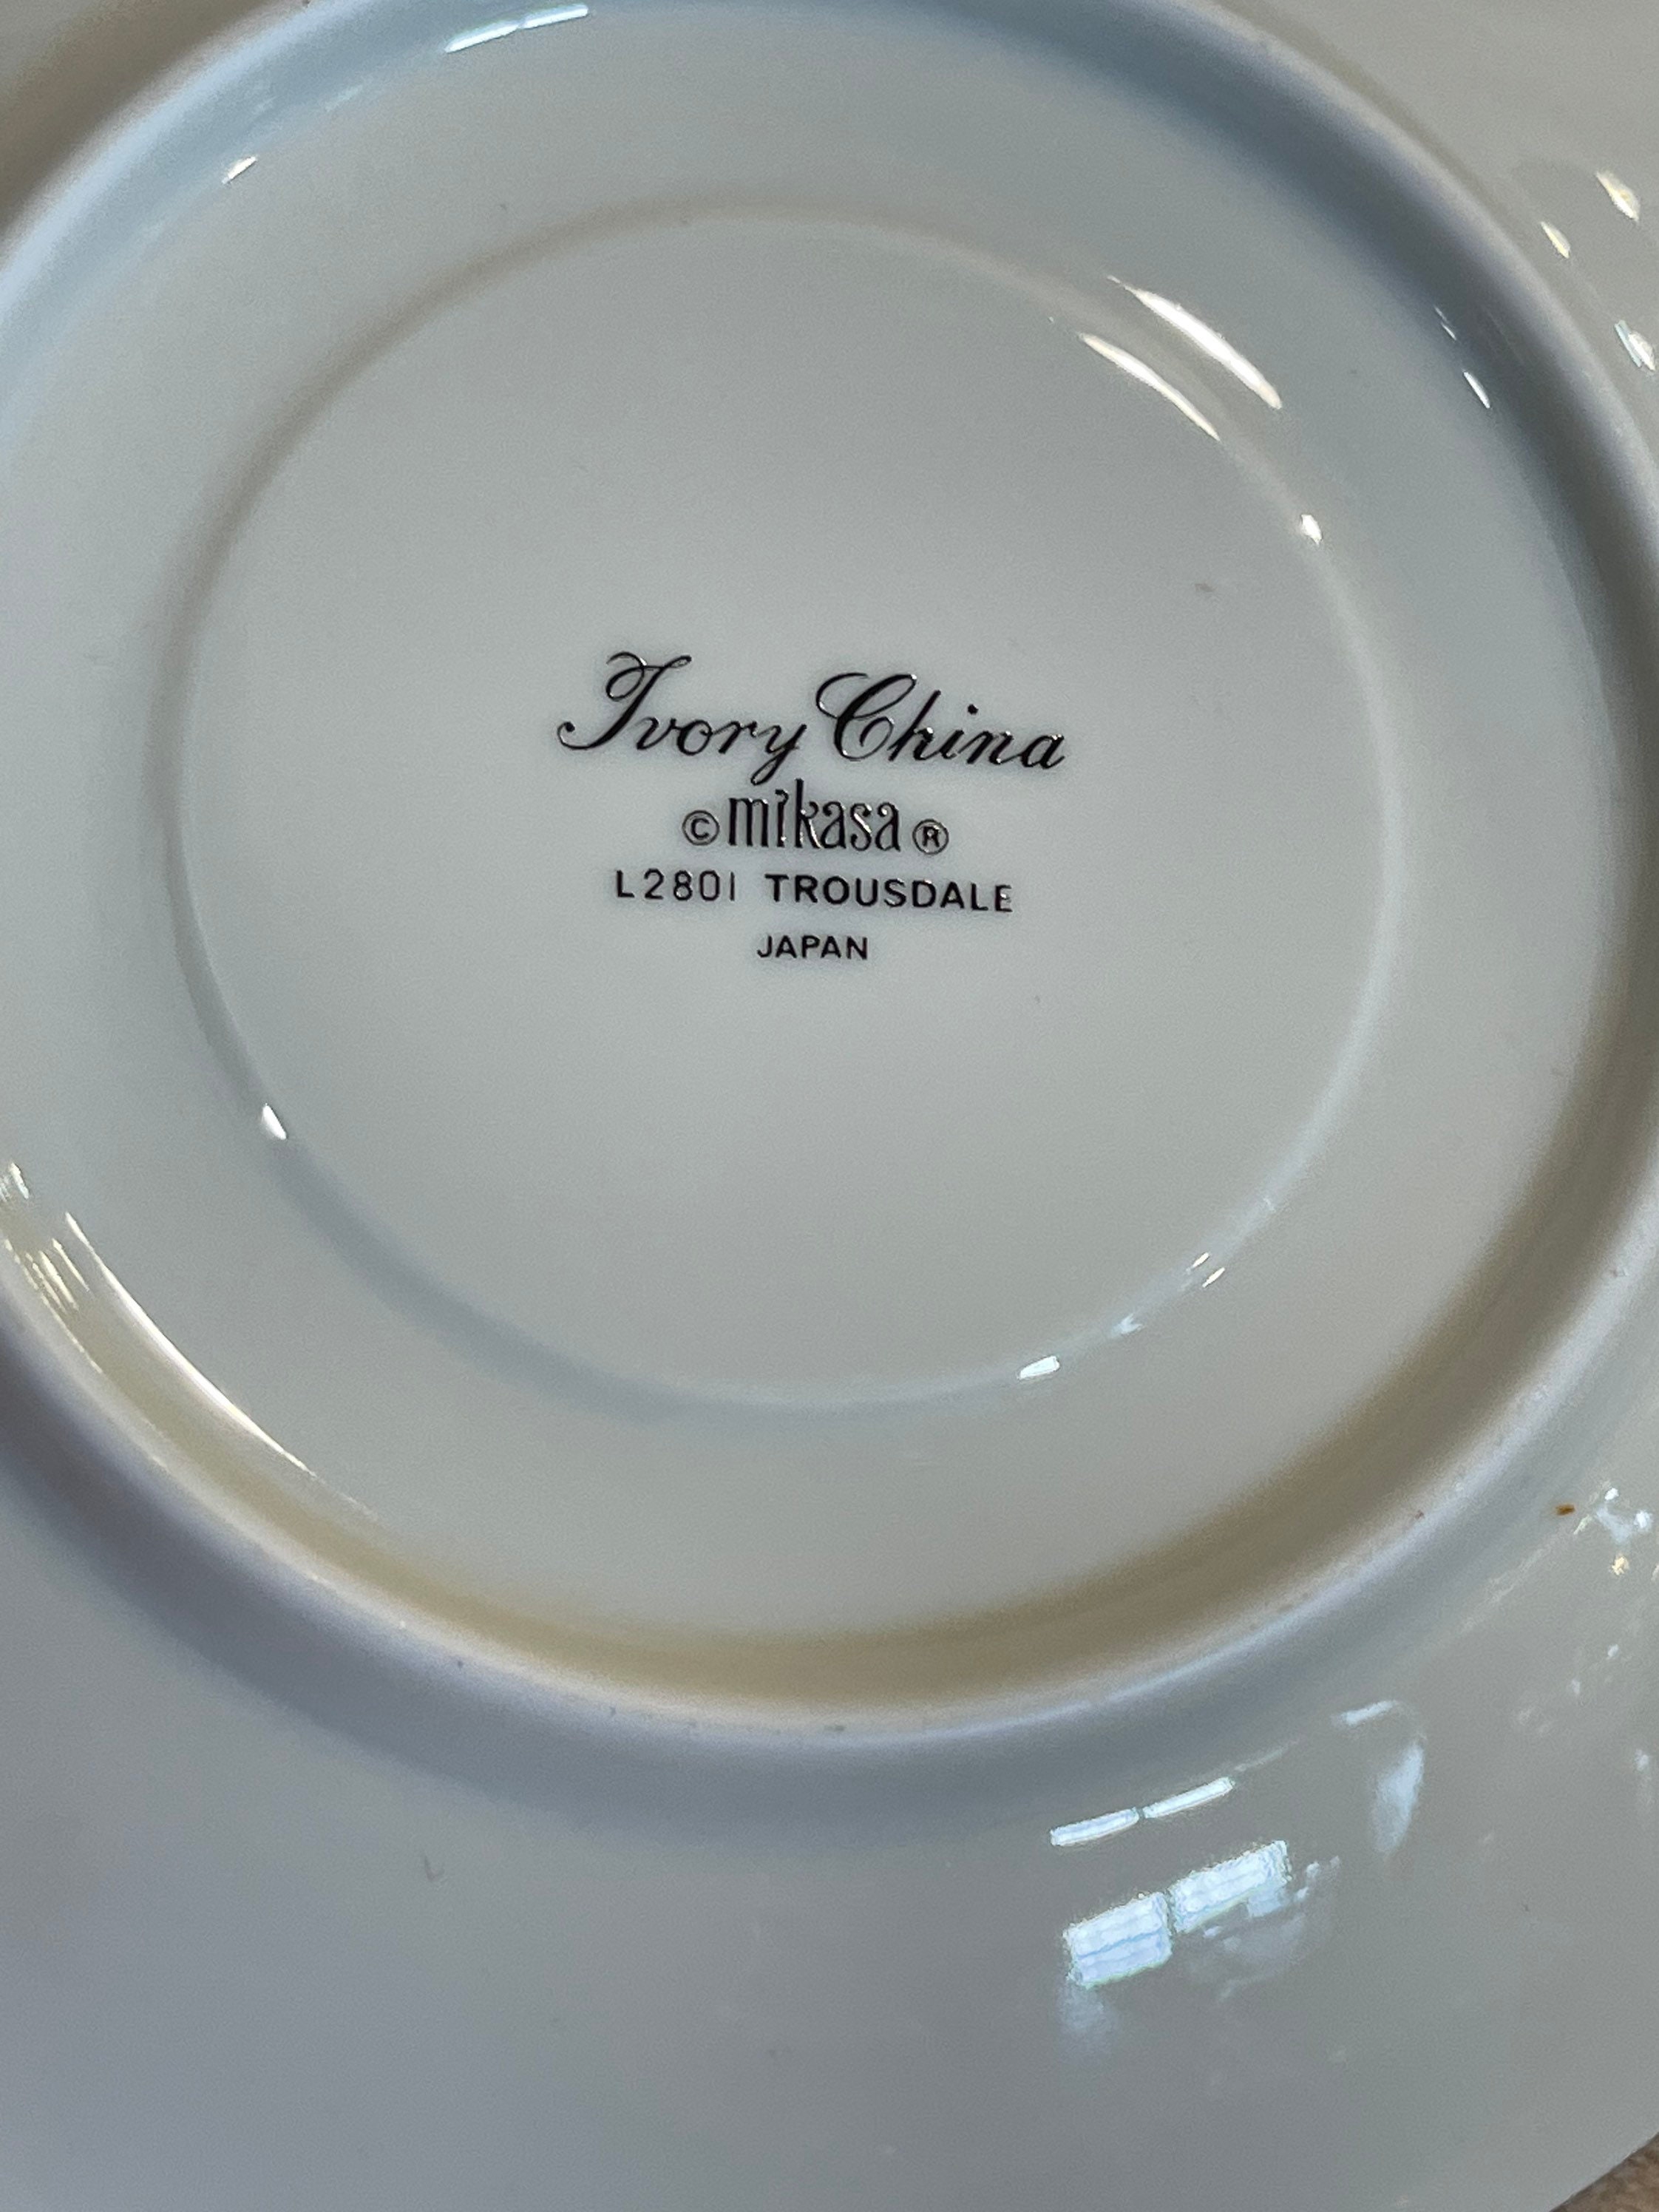 Ivory China
©mikasa®
L2801 TROUSDALE
JAPAN